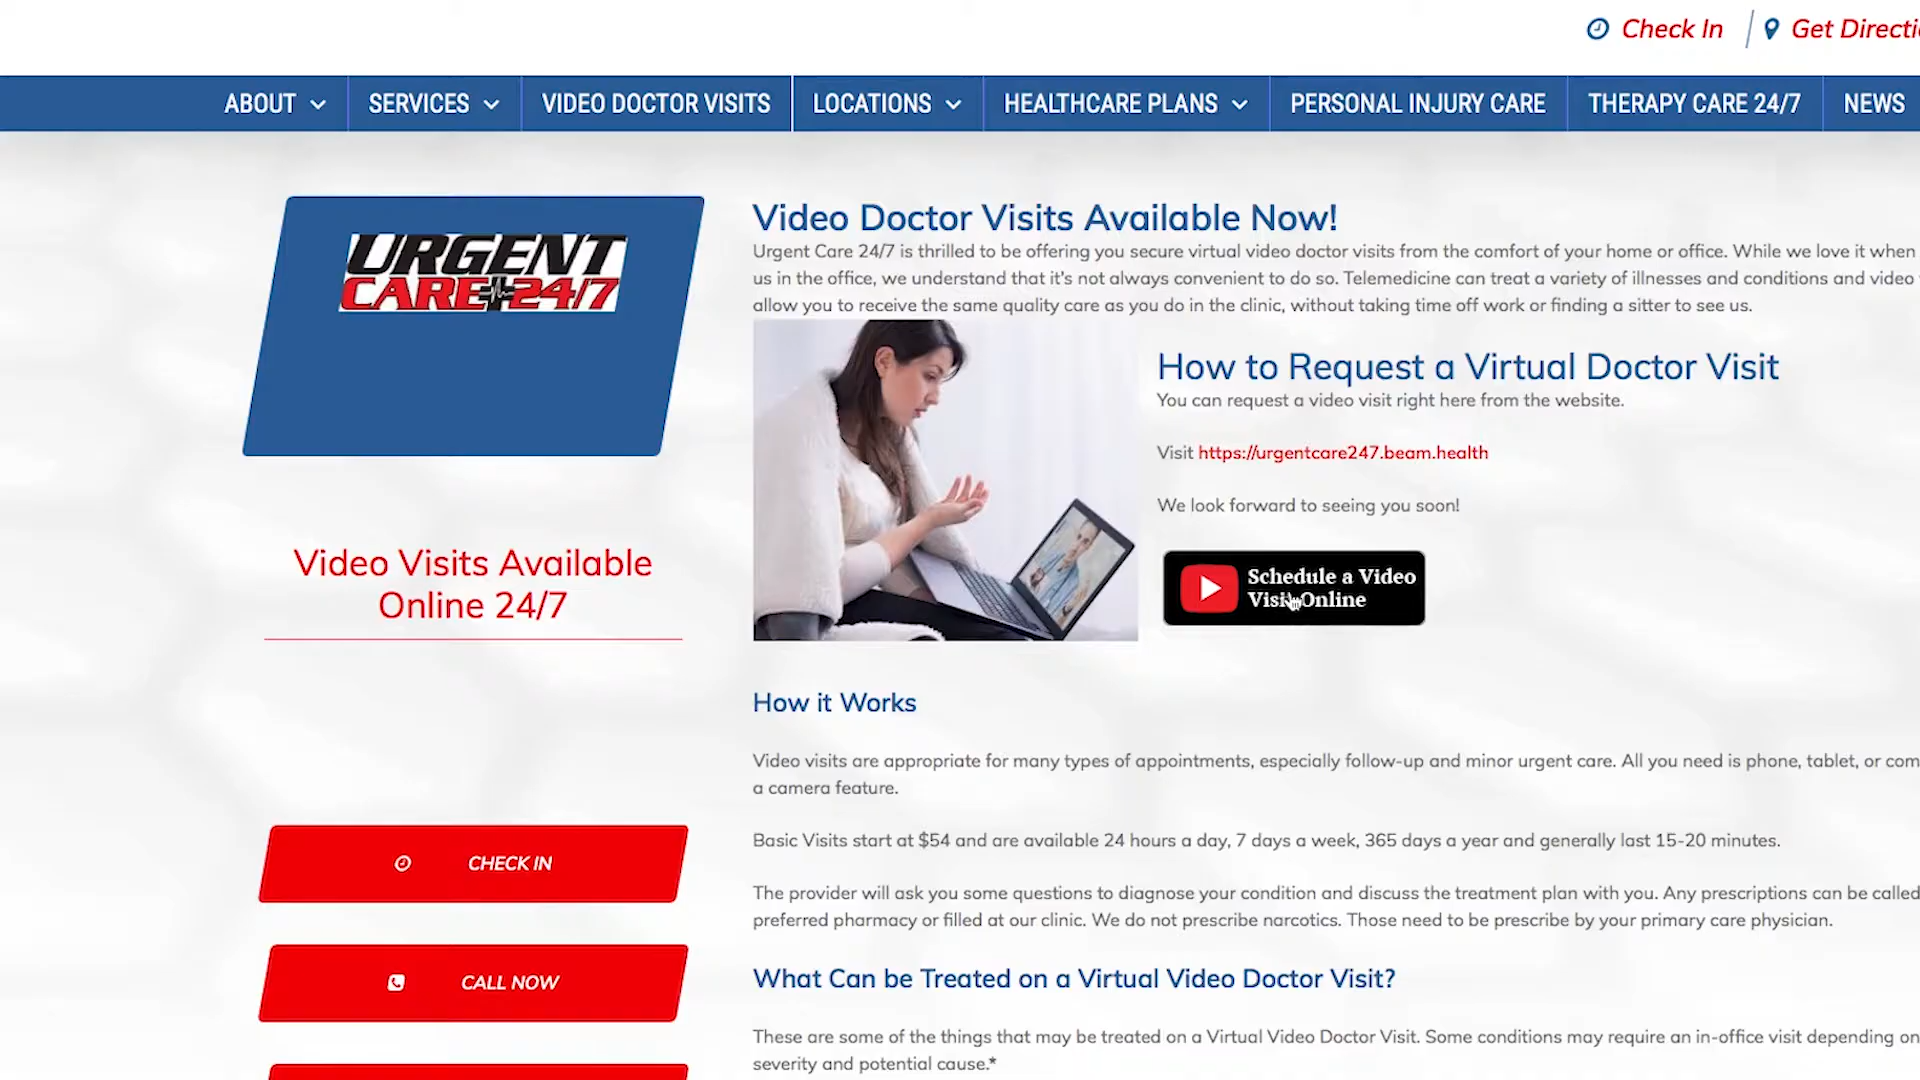 Check In
Get Directi
ABOUT
SERVICES
VIDEO DOCTOR VISITS
LOCATIONS
HEALTHCARE PLANS
PERSONAL INJURY CARE
THERAPY CARE 24/7
NEWS
URGENT
CARE 24/7
Video Visits Available
Online 24/7
CHECK IN
CALL NOW
Video Doctor Visits Available Now!
Urgent Care 24/7 is thrilled to be offering you secure virtual video doctor visits from the comfort of your home or office. While we love it when
us in the office, we understand that it's not always convenient to do so. Telemedicine can treat a variety of illnesses and conditions and video
allow you to receive the same quality care as you do in the clinic, without taking time off work or finding a sitter to see us.
How to Request a Virtual Doctor Visit
You can request a video visit right here from the website.
Visit https://urgentcare247.beam.health
We look forward to seeing you soon!
Schedule a Video
Visit Online
How it Works
Video visits are appropriate for many types of appointments, especially follow-up and minor urgent care. All you need is phone, tablet, or com
a camera feature.
Basic Visits start at $54 and are available 24 hours a day, 7 days a week, 365 days a year and generally last 15-20 minutes.
The provider will ask you some questions to diagnose your condition and discuss the treatment plan with you. Any prescriptions can be called
preferred pharmacy or filled at our clinic. We do not prescribe narcotics. Those need to be prescribe by your primary care physician.
What Can be Treated on a Virtual Video Doctor Visit?
These are some of the things that may be treated on a Virtual Video Doctor Visit. Some conditions may require an in-office visit depending on
severity and potential cause.*